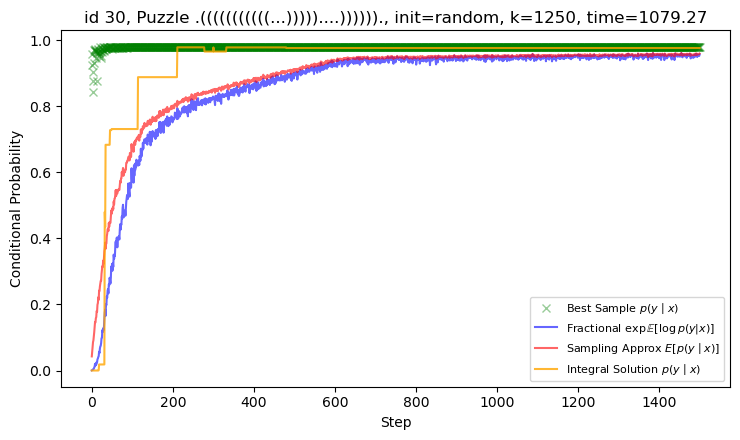 id 30, Puzzle .(((((((((((...)))))....))))))., init=random, k=1250, time=1079.27
Conditional Probability
1.0
0.8
0.6
0.4
0.2
0.0
0 200 400 600 800 1000 1200 1400
Step
Best Sample p(y | x)
Fractional exp𝔼[log p(y|x)]
Sampling Approx E[p(y | x)]
Integral Solution p(y | x)